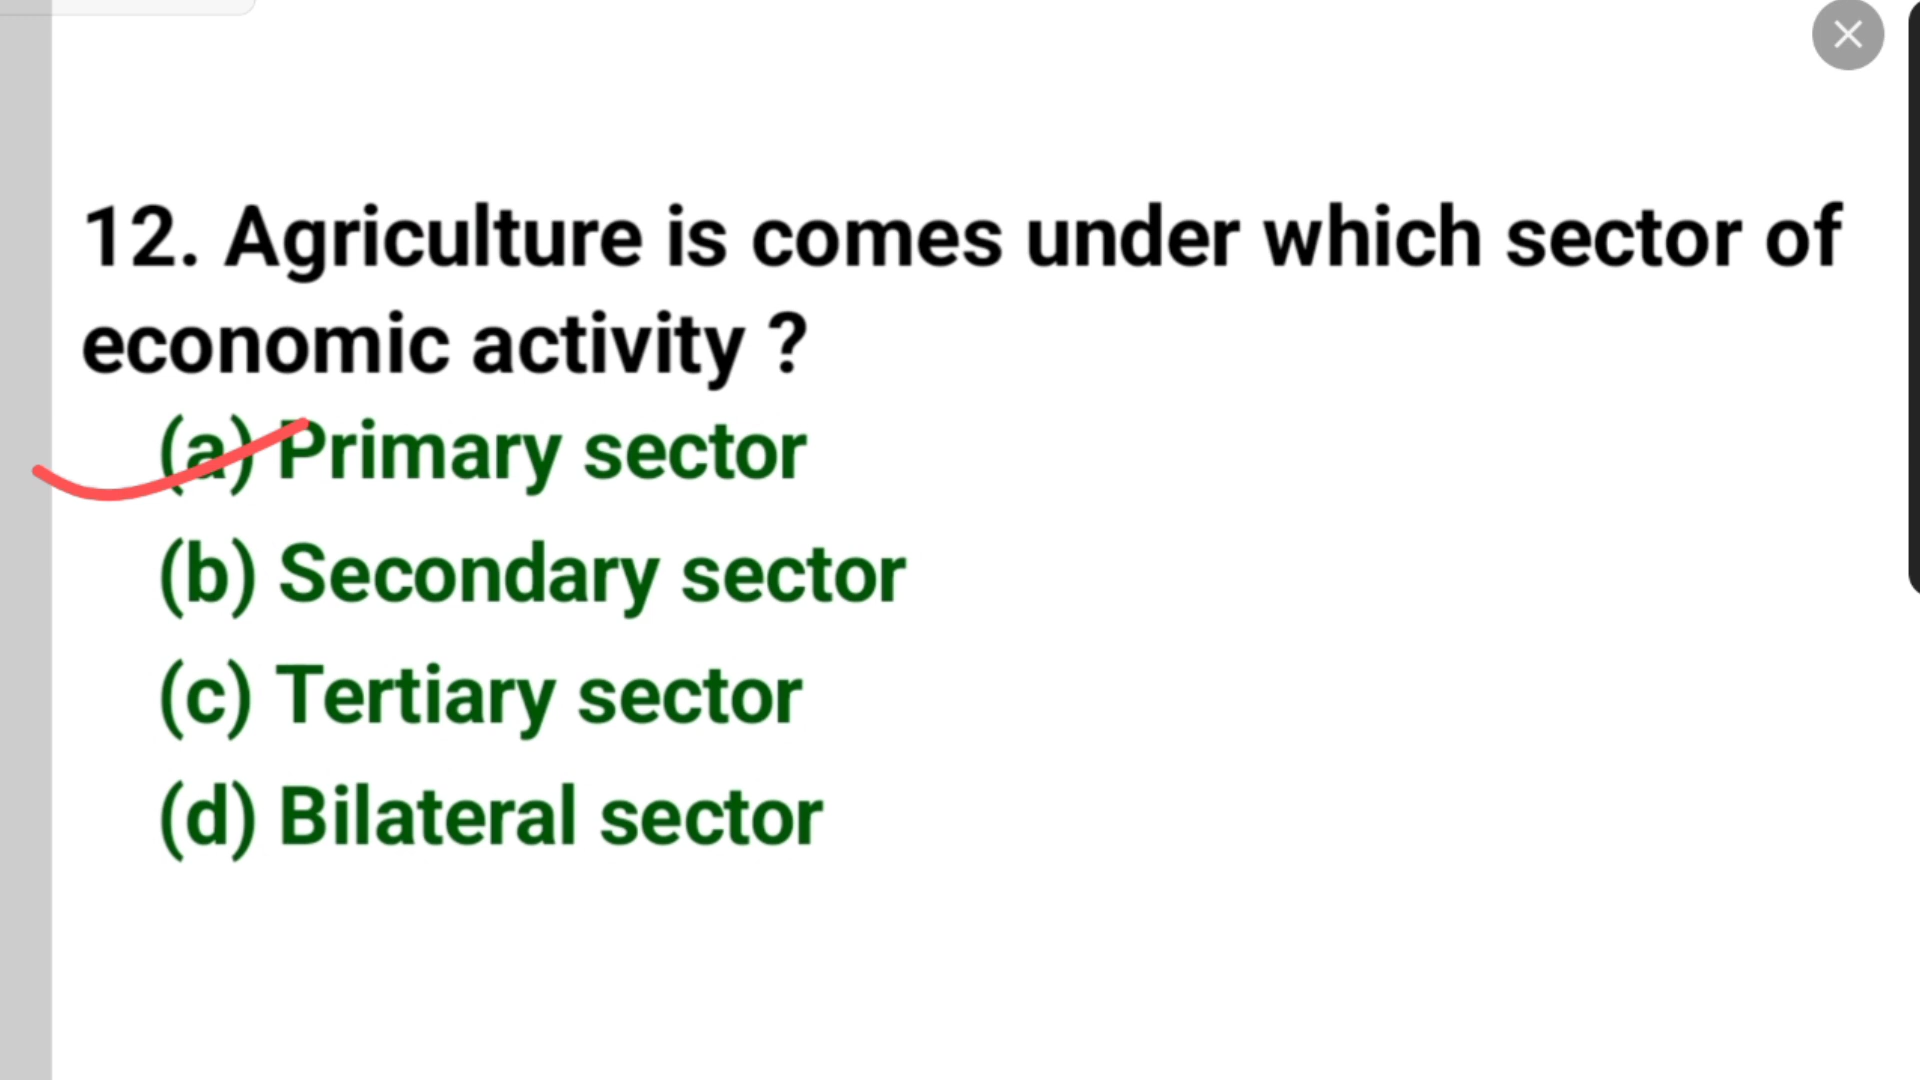 12. Agriculture is comes under which sector of
economic activity ?
(a) Primary sector
(b) Secondary sector
(c) Tertiary sector
(d) Bilateral sector